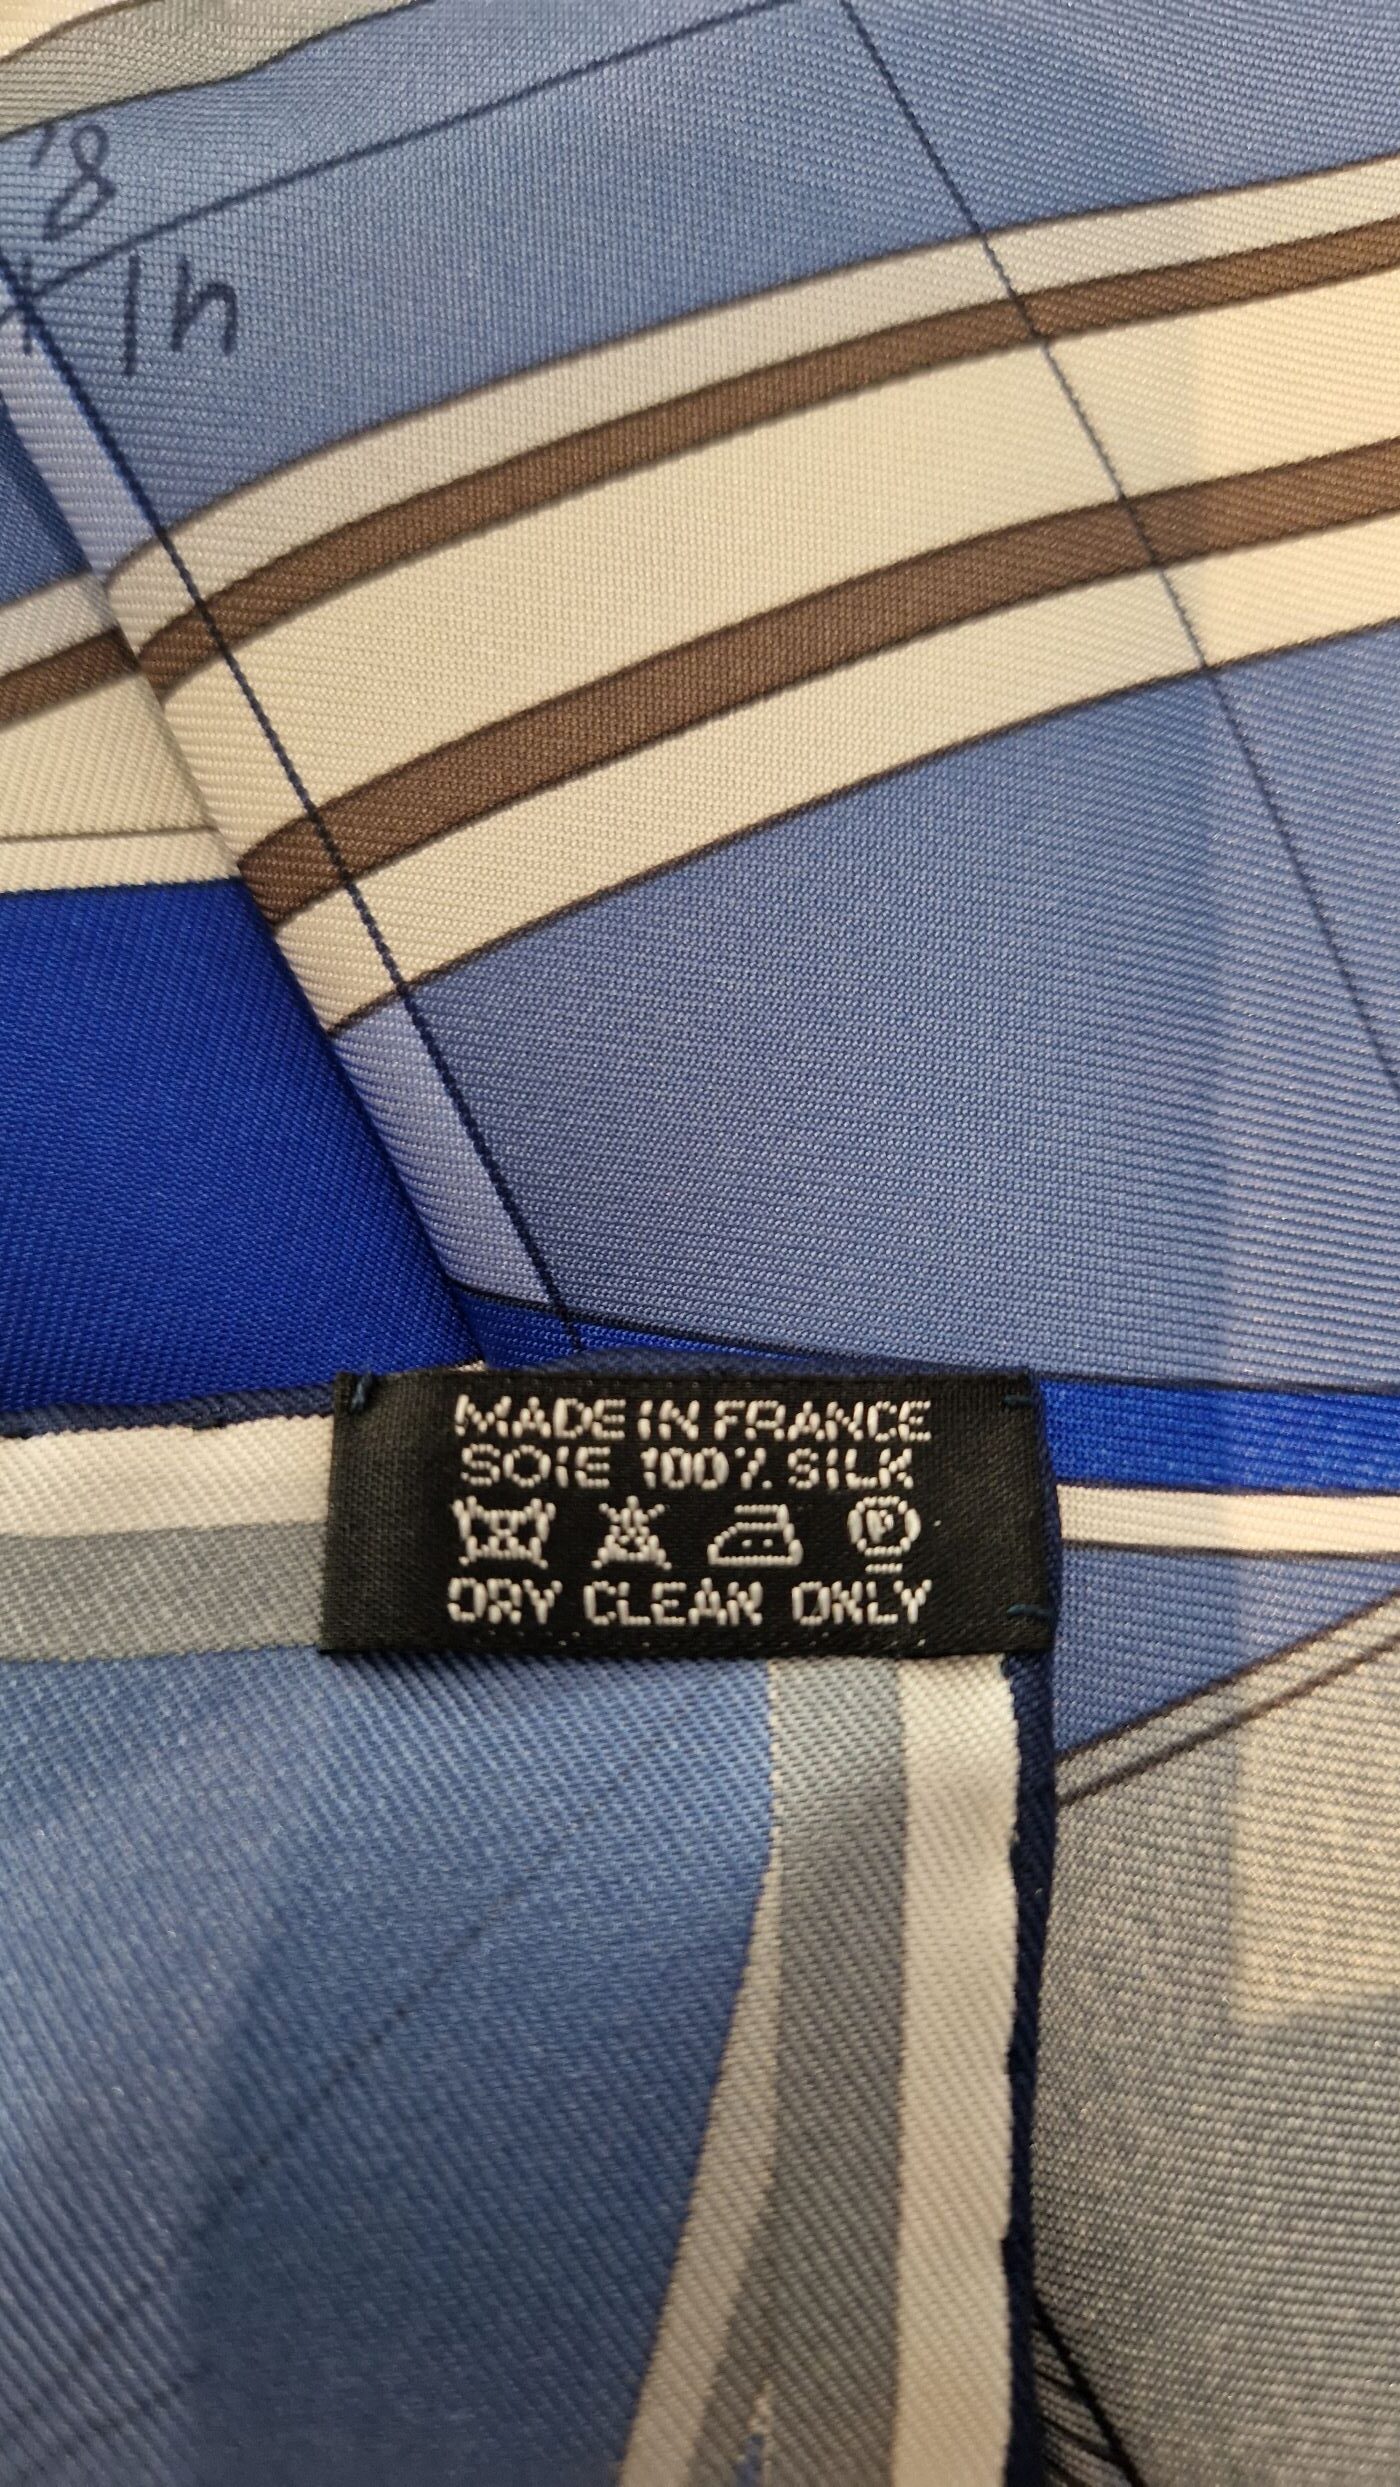 MADE IN FRANCE
SOIE 100% SILK
P
DRY CLEAN ONLY